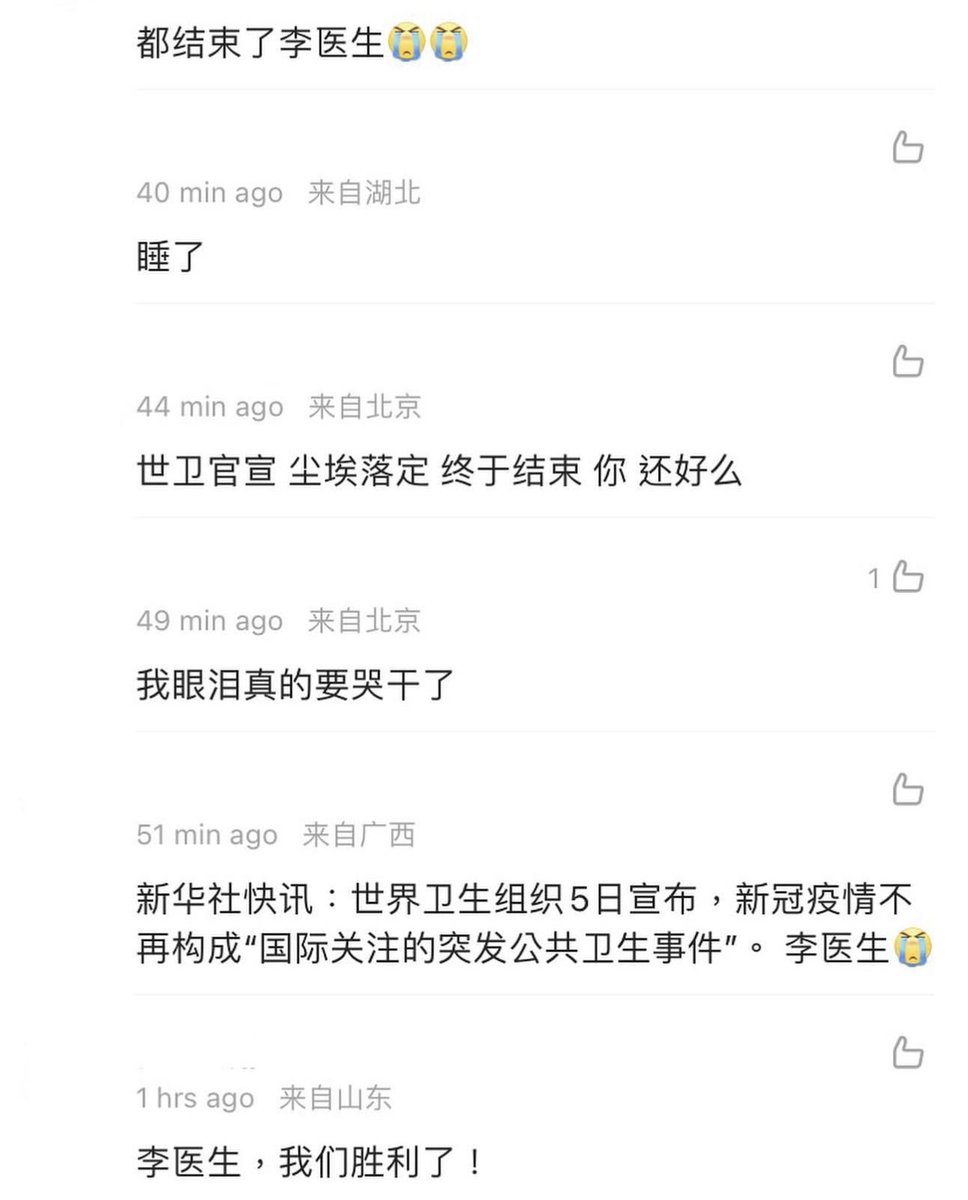 都结束了李医生😭😭
40 min ago 来自湖北
睡了
44 min ago 来自北京
世卫官宣 尘埃落定 终于结束 你 还好么
1
49 min ago 来自北京
我眼泪真的要哭干了
51 min ago 来自广西
新华社快讯：世界卫生组织5日宣布，新冠疫情不
再构成“国际关注的突发公共卫生事件”。 李医生😭
1 hrs ago 来自山东
李医生，我们胜利了！